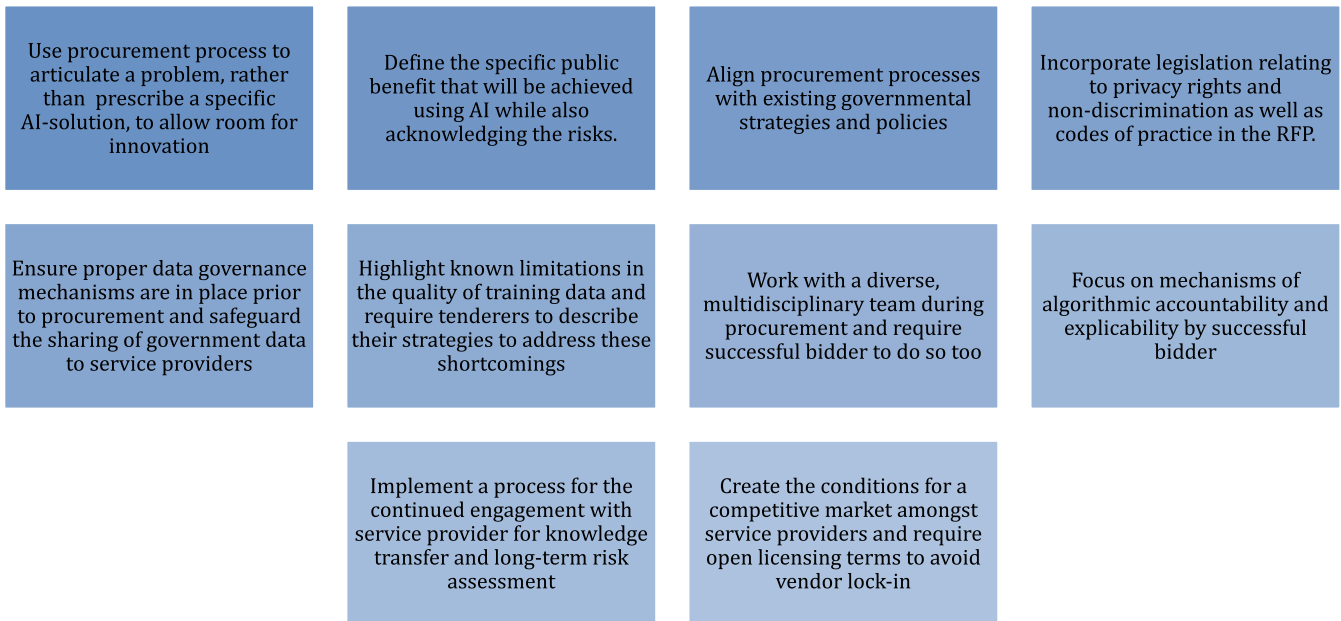 Use procurement process to
articulate a problem, rather
than  prescribe a specific
AI-solution, to allow room for
innovation
Define the specific public
benefit that will be achieved
using AI while also
acknowledging the risks.
Align procurement processes
with existing governmental
strategies and policies
Incorporate legislation relating
to privacy rights and
non-discrimination as well as
codes of practice in the RFP.
Ensure proper data governance
mechanisms are in place prior
to procurement and safeguard
the sharing of government data
to service providers
Highlight known limitations in
the quality of training data and
require tenderers to describe
their strategies to address these
shortcomings
Work with a diverse,
multidisciplinary team during
procurement and require
successful bidder to do so too
Focus on mechanisms of
algorithmic accountability and
explicability by successful
bidder
Implement a process for the
continued engagement with
service provider for knowledge
transfer and long-term risk
assessment
Create the conditions for a
competitive market amongst
service providers and require
open licensing terms to avoid
vendor lock-in